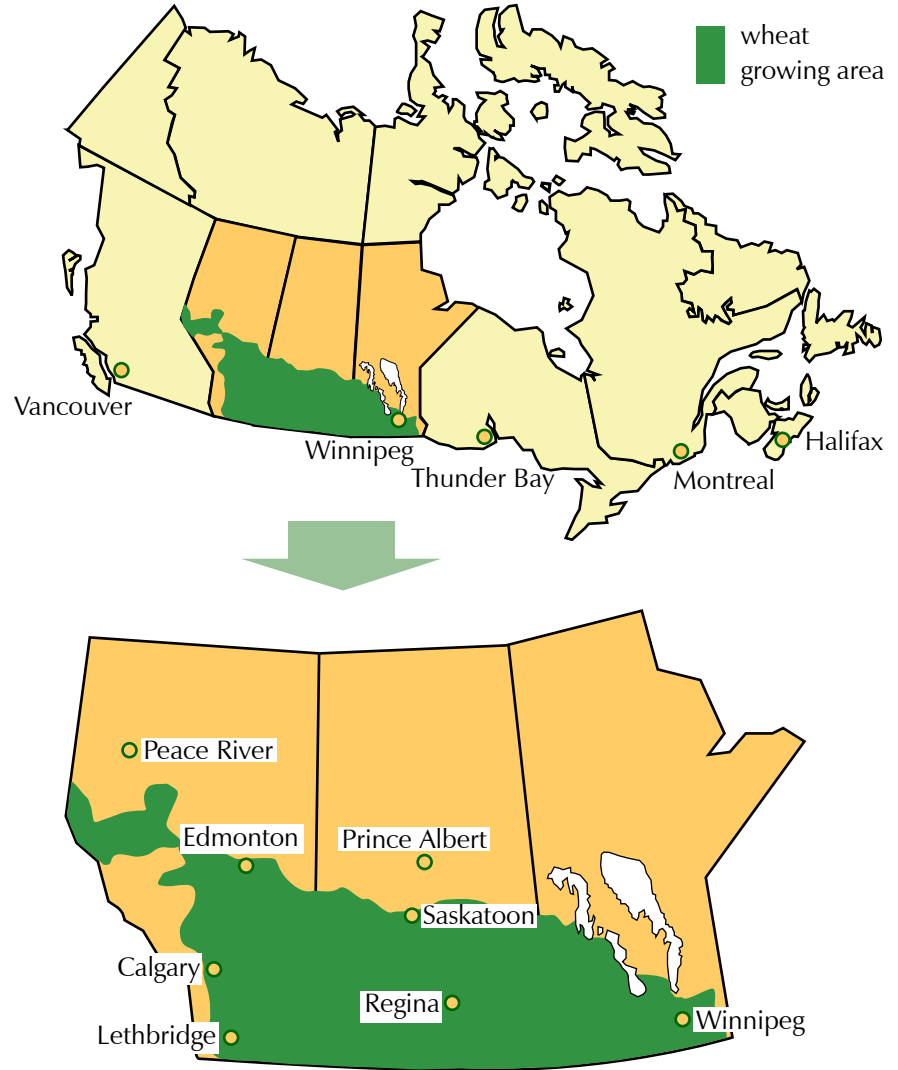 wheat
growing area
Vancouver
Winnipeg
Thunder Bay
Montreal
Halifax
Peace River
Edmonton
Prince Albert
Saskatoon
Calgary
Regina
Lethbridge
Winnipeg